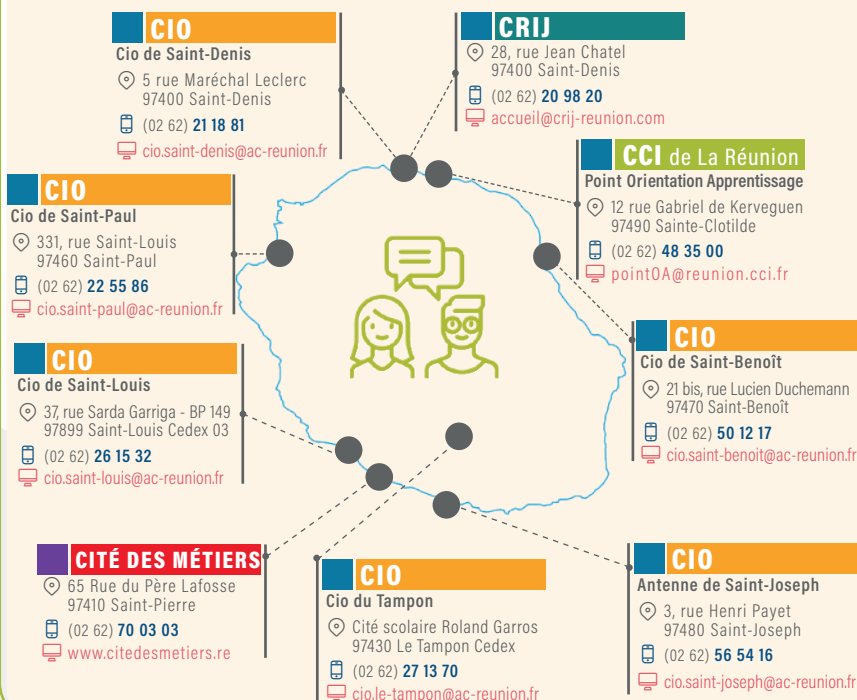 CIO
Cio de Saint-Denis
5 rue Maréchal Leclerc
97400 Saint-Denis
(02 62) 21 18 81
cio.saint-denis@ac-reunion.fr
CRIJ
28, rue Jean Chatel
97400 Saint-Denis
(02 62) 20 98 20
accueil@crij-reunion.com
CCI de La Réunion
Point Orientation Apprentissage
12 rue Gabriel de Kerveguen
97490 Sainte-Clotilde
(02 62) 48 35 00
pointOA@reunion.cci.fr
CIO
Cio de Saint-Paul
331, rue Saint-Louis
97460 Saint-Paul
(02 62) 22 55 86
cio.saint-paul@ac-reunion.fr
CIO
Cio de Saint-Benoît
21 bis, rue Lucien Duchemann
97470 Saint-Benoît
(02 62) 50 12 17
cio.saint-benoit@ac-reunion.fr
CIO
Cio de Saint-Louis
37, rue Sarda Garriga - BP 149
97899 Saint-Louis Cedex 03
(02 62) 26 15 32
cio.saint-louis@ac-reunion.fr
CITÉ DES MÉTIERS
65 Rue du Père Lafosse
97410 Saint-Pierre
(02 62) 70 03 03
www.citedesmetiers.re
CIO
Cio du Tampon
Cité scolaire Roland Garros
97430 Le Tampon Cedex
(02 62) 27 13 70
cio.le-tampon@ac-reunion.fr
CIO
Antenne de Saint-Joseph
3, rue Henri Payet
97480 Saint-Joseph
(02 62) 56 54 16
cio.saint-joseph@ac-reunion.fr